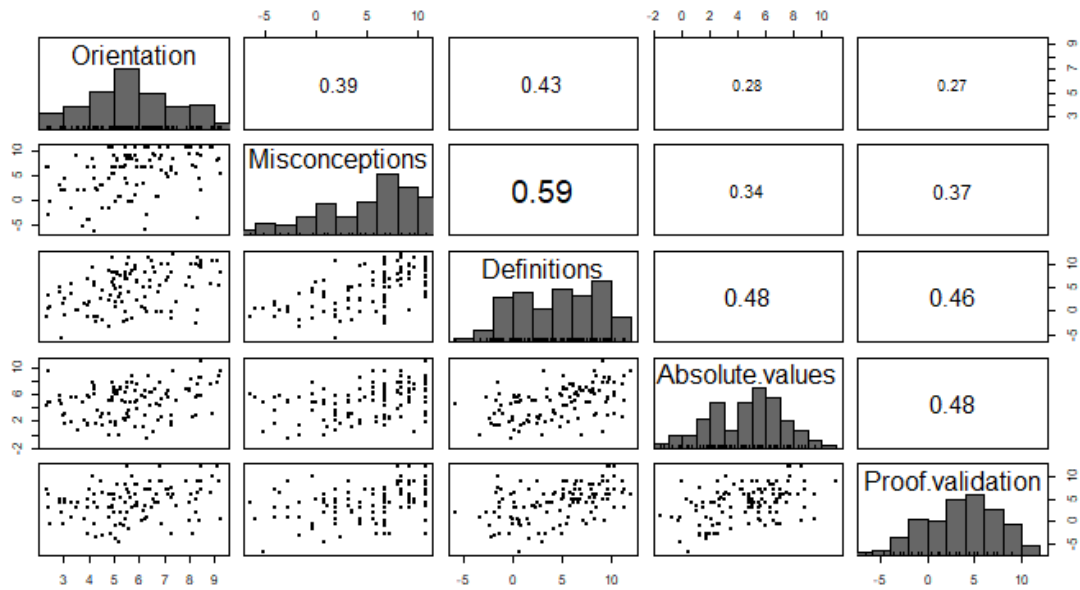 -5 0 5 10 -2 0 2 4 6 8 10
Orientation 0.39 0.43 0.28 0.27 3 5 7 9
-5 0 5 10 Misconceptions 0.59 0.34 0.37
Definitions 0.48 0.46 -5 0 5 10
-2 2 6 10 Absolute.values 0.48
Proof.validation -5 0 5 10
3 4 5 6 7 8 9 -5 0 5 10 -5 0 5 10